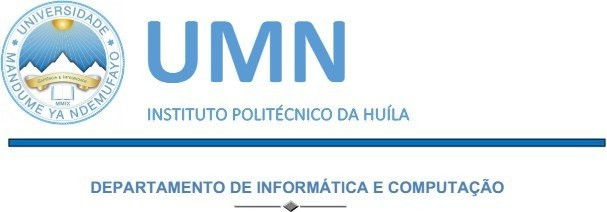 UNIVERSIDADE
MANDUME YA NDEMUFAYO
MMIX
UMN
INSTITUTO POLITÉCNICO DA HUÍLA
DEPARTAMENTO DE INFORMÁTICA E COMPUTAÇÃO